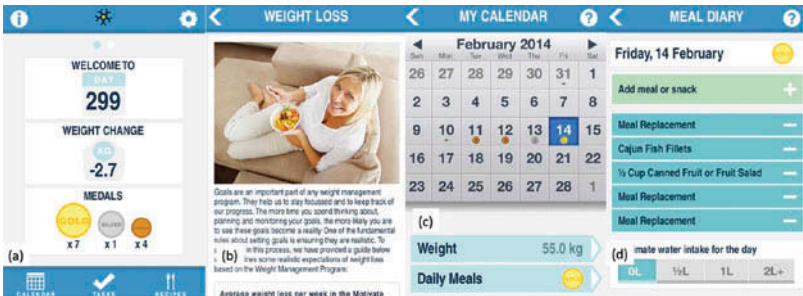 WELCOME TO
DAY
299
WEIGHT CHANGE
KG
-2.7
MEDALS
GOLD
SILVER
x7 x1 x4
(a)
CALENDAR TASKS RECIPES
WEIGHT LOSS
Goals are an important part of any weight management
program. They help us to stay focussed and to keep track of
our progress. The more time you spend thinking about,
planning and monitoring your goals, the more likely you are
to see these goals become a reality One of the fundamental
rules about setting goals is ensuring they are realistic. To
in this process, we have provided a guide below
ines some realistic expectations of weight loss
based on the Weight Management Program:
(b)
Average weight loss per week in the Motivate
MY CALENDAR ?
February 2014
Sun Mon Tue Wed Thu Fri Sat
26 27 28 29 30 31 1
2 3 4 5 6 7 8
9 10 11 12 13 14 15
16 17 18 19 20 21 22
23 24 25 26 27 28 1
(c)
Weight 55.0 kg
Daily Meals GOLD
MEAL DIARY ?
Friday, 14 February GOLD
Add meal or snack +
Meal Replacement
Cajun Fish Fillets
½ Cup Canned Fruit or Fruit Salad
Meal Replacement
Meal Replacement
(d) mate water intake for the day
0L ½L 1L 2L+